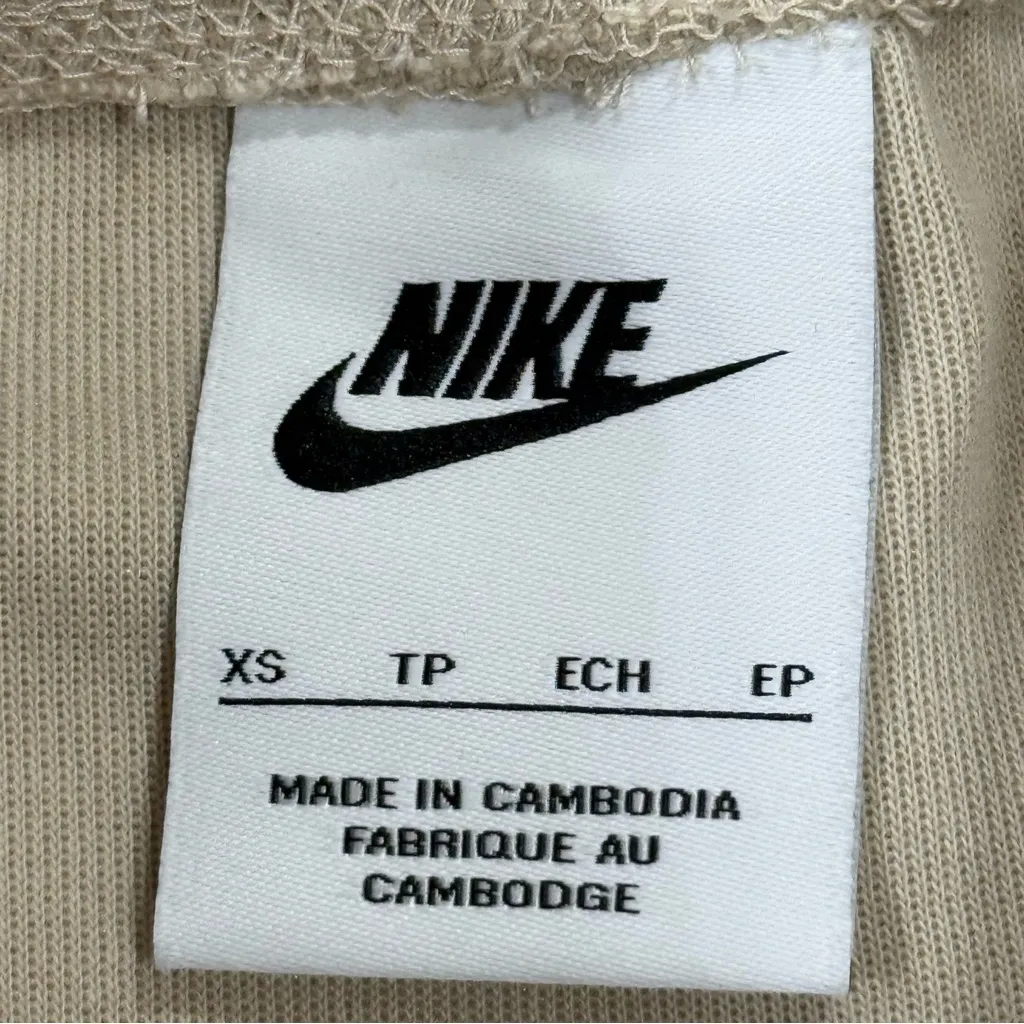 NIKE
XS TP ECH EP
MADE IN CAMBODIA
FABRIQUE AU
CAMBODGE